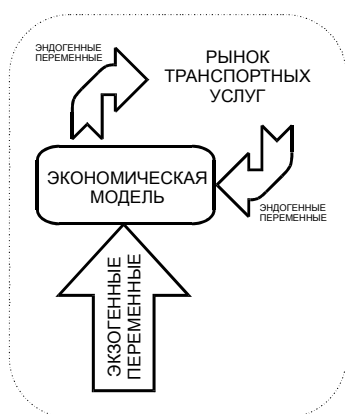 ЭНДОГЕННЫЕ
ПЕРЕМЕННЫЕ
РЫНОК
ТРАНСПОРТНЫХ
УСЛУГ
ЭКОНОМИЧЕСКАЯ
МОДЕЛЬ
ЭНДОГЕННЫЕ
ПЕРЕМЕННЫЕ
ЭКЗОГЕННЫЕ
ПЕРЕМЕННЫЕ